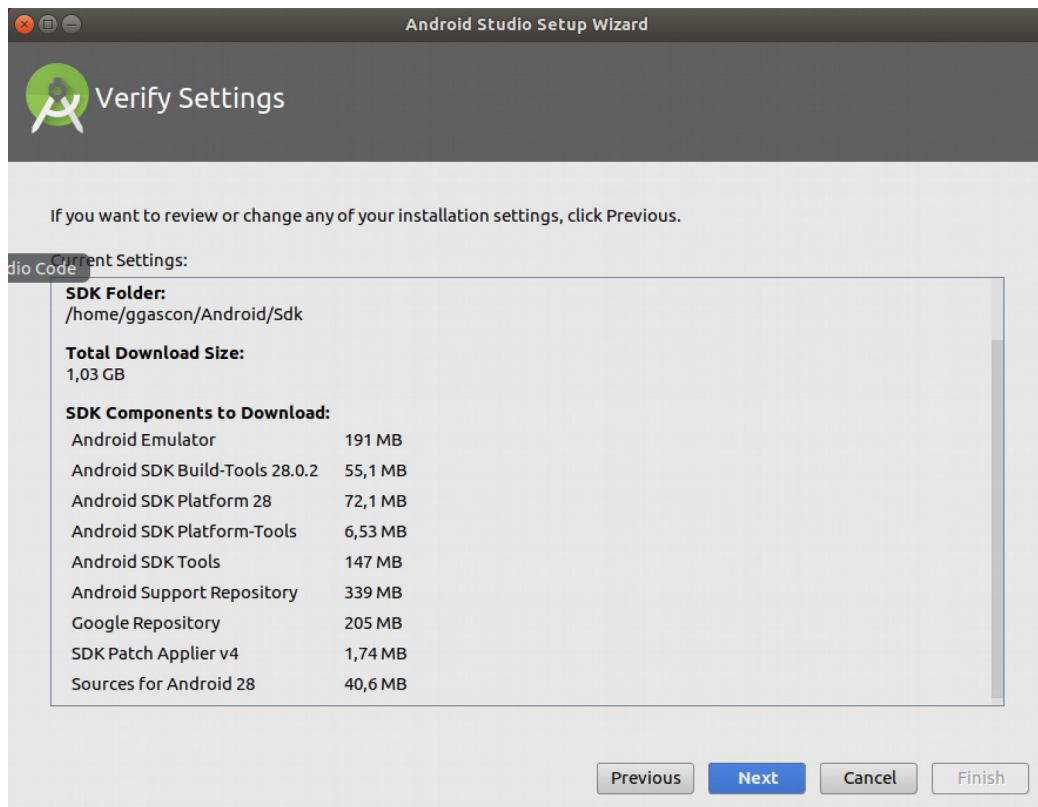 Android Studio Setup Wizard
Verify Settings
If you want to review or change any of your installation settings, click Previous.
Current Settings:
dio Code
SDK Folder:
/home/ggascon/Android/Sdk
Total Download Size:
1,03 GB
SDK Components to Download:
Android Emulator 191 MB
Android SDK Build-Tools 28.0.2 55,1 MB
Android SDK Platform 28 72,1 MB
Android SDK Platform-Tools 6,53 MB
Android SDK Tools 147 MB
Android Support Repository 339 MB
Google Repository 205 MB
SDK Patch Applier v4 1,74 MB
Sources for Android 28 40,6 MB
Previous Next Cancel Finish